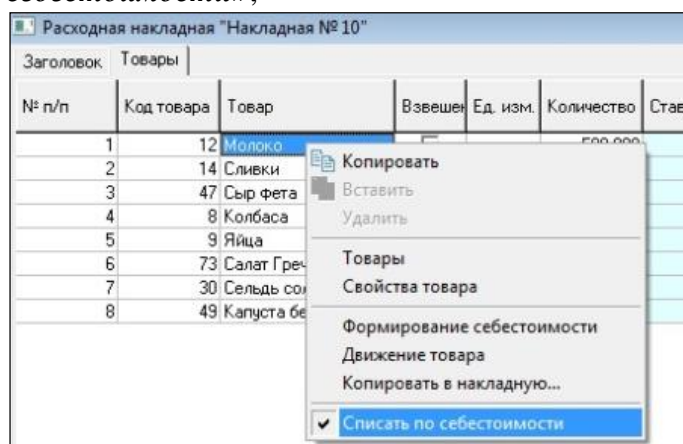 Расходная накладная "Накладная № 10"
Заголовок Товары
№ п/п Код товара Товар Взвешен Ед. изм. Количество Став
1 12 Молоко
2 14 Сливки
3 47 Сыр фета
4 8 Колбаса
5 9 Яйца
6 73 Салат Греч
7 30 Сельдь со
8 49 Капуста бе
Копировать
Вставить
Удалить
Товары
Свойства товара
Формирование себестоимости
Движение товара
Копировать в накладную...
Списать по себестоимости